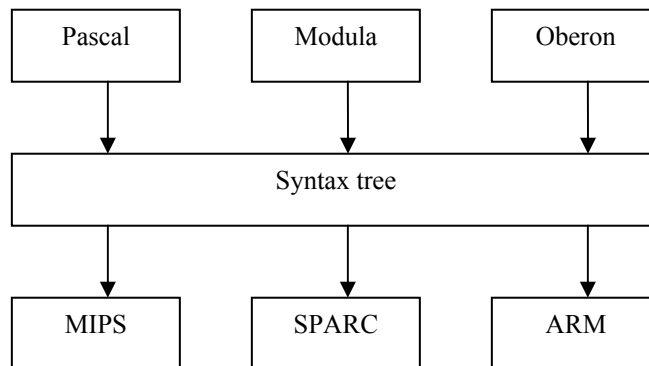 Pascal
Modula
Oberon
Syntax tree
MIPS
SPARC
ARM